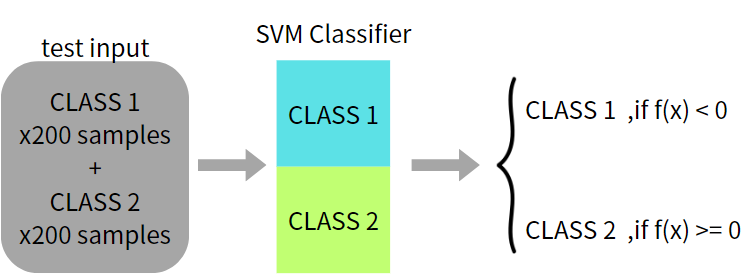 test input
CLASS 1
x200 samples
+
CLASS 2
x200 samples
SVM Classifier
CLASS 1
CLASS 2
CLASS 1 ,if f(x) < 0
CLASS 2 ,if f(x) >= 0